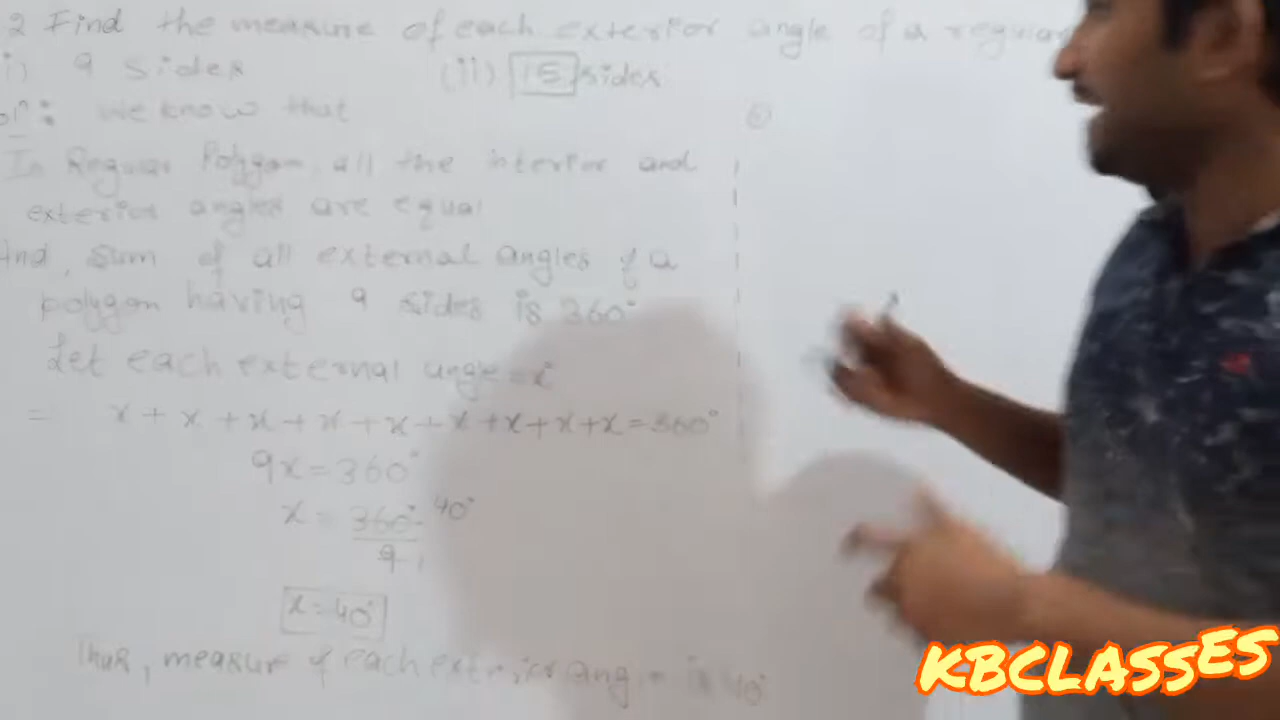 2 Find the measure of each exterior angle of a regular
i) 9 sides (ii) 15 sides
Solⁿ: we know that
In Regular Polygon, all the interior and
exterior angles are equal
And, sum of all external angles of a
polygon having 9 sides is 360°
Let each external angle = x
= x + x + x + x + x + x + x + x + x = 360°
9x = 360°
x = 360° 40°
9 1
x = 40°
Thus, measure of each exterior angle is 40°
(ii)
KBCLASSES